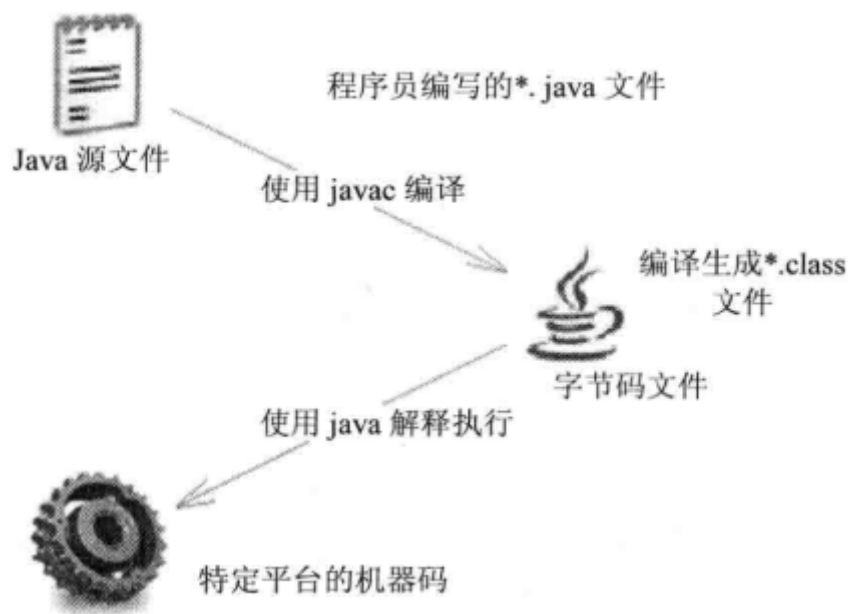 程序员编写的*. java 文件
Java 源文件
使用 javac 编译
编译生成*.class
文件
字节码文件
使用 java 解释执行
特定平台的机器码